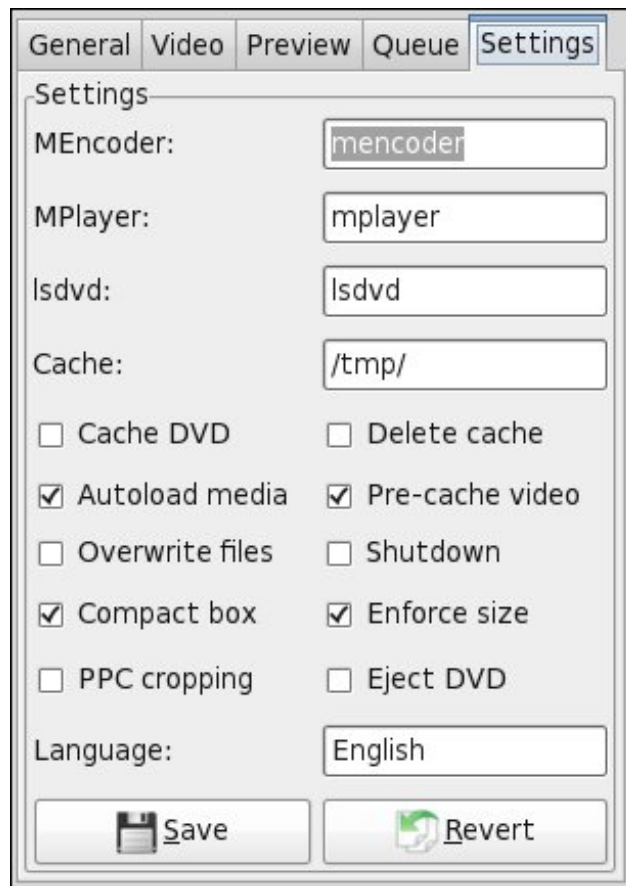 General Video Preview Queue Settings
Settings
MEncoder: mencoder
MPlayer: mplayer
lsdvd: lsdvd
Cache: /tmp/
Cache DVD Delete cache
Autoload media Pre-cache video
Overwrite files Shutdown
Compact box Enforce size
PPC cropping Eject DVD
Language: English
Save Revert